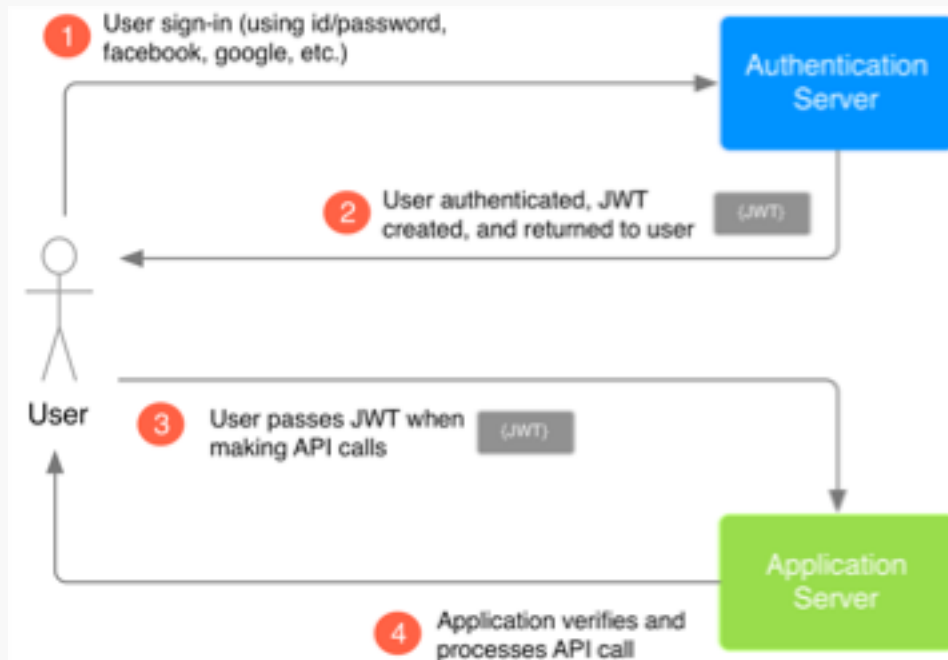 1
User sign-in (using id/password,
facebook, google, etc.)
Authentication
Server
2
User authenticated, JWT
created, and returned to user
{JWT}
User
3
User passes JWT when
making API calls
{JWT}
Application
Server
4
Application verifies and
processes API call